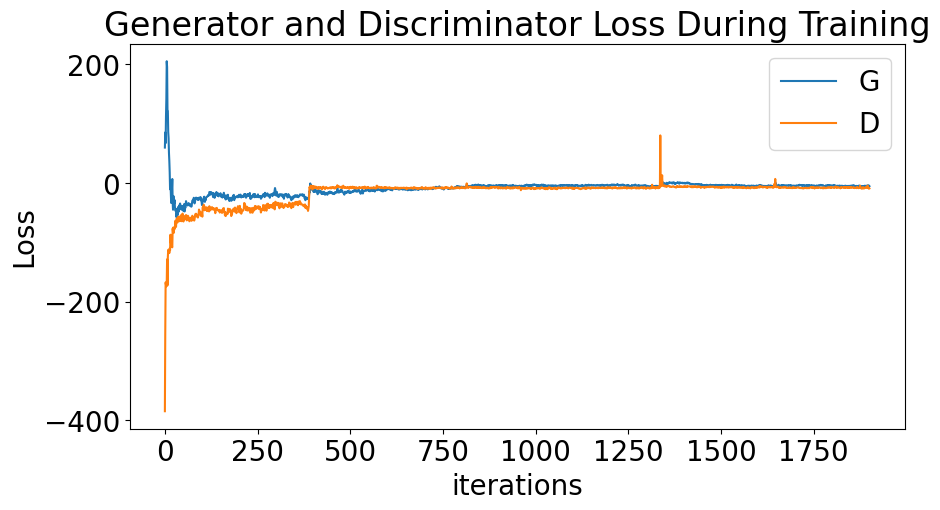 Generator and Discriminator Loss During Training
G
D
Loss
200
0
−200
−400
0 250 500 750 1000 1250 1500 1750
iterations